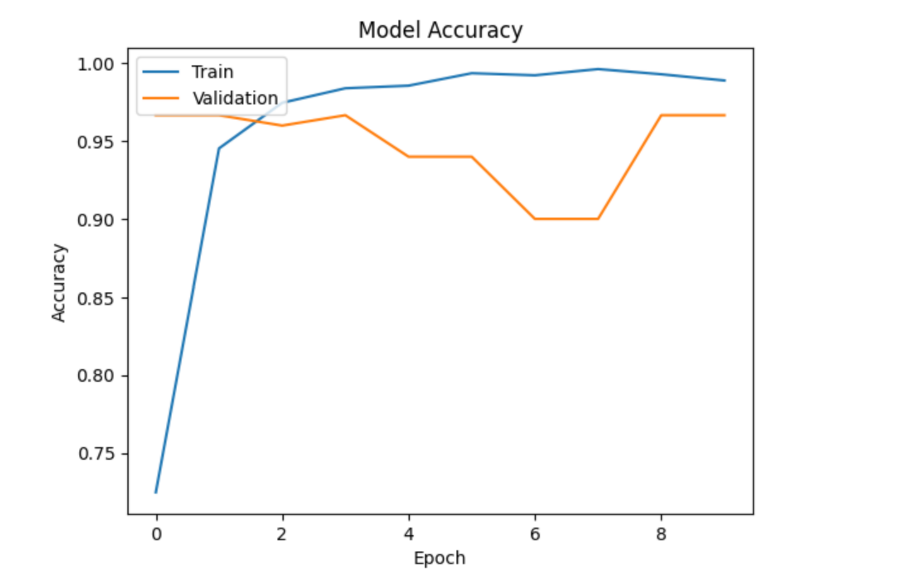 Model Accuracy
1.00
Train
Validation
0.95
0.90
0.85
0.80
0.75
Accuracy
0 2 4 6 8
Epoch